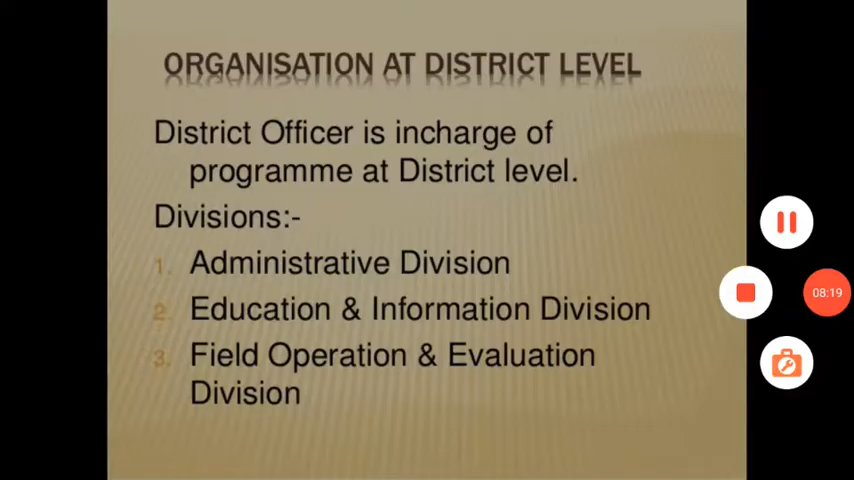 ORGANISATION AT DISTRICT LEVEL
District Officer is incharge of
programme at District level.
Divisions:-
1. Administrative Division
2. Education & Information Division
3. Field Operation & Evaluation
Division
08:19